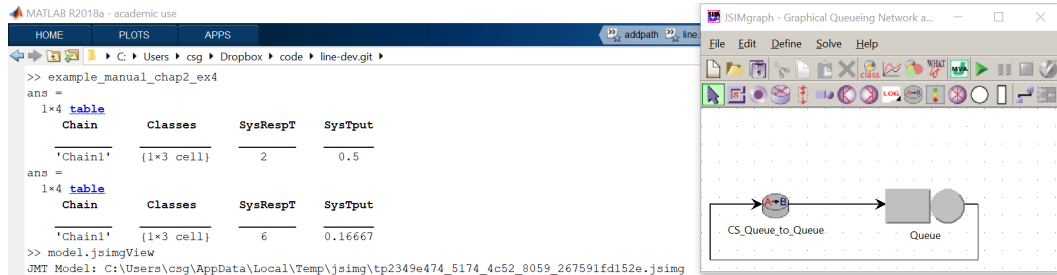 MATLAB R2018a - academic use
HOME PLOTS APPS addpath line.
C: Users csg Dropbox code line-dev.git
>> example_manual_chap2_ex4
ans =
1×4 table
Chain Classes SysRespT SysTput
'Chain1' {1×3 cell} 2 0.5
ans =
1×4 table
Chain Classes SysRespT SysTput
'Chain1' {1×3 cell} 6 0.16667
>> model.jsimgView
JMT Model: C:\Users\csg\AppData\Local\Temp\jsimg\tp2349e474_5174_4c52_8059_267591fd152e.jsimg
JSIMgraph - Graphical Queueing Network a...
File Edit Define Solve Help
class WHAT IF MVA
S LOG
A B
CS_Queue_to_Queue Queue